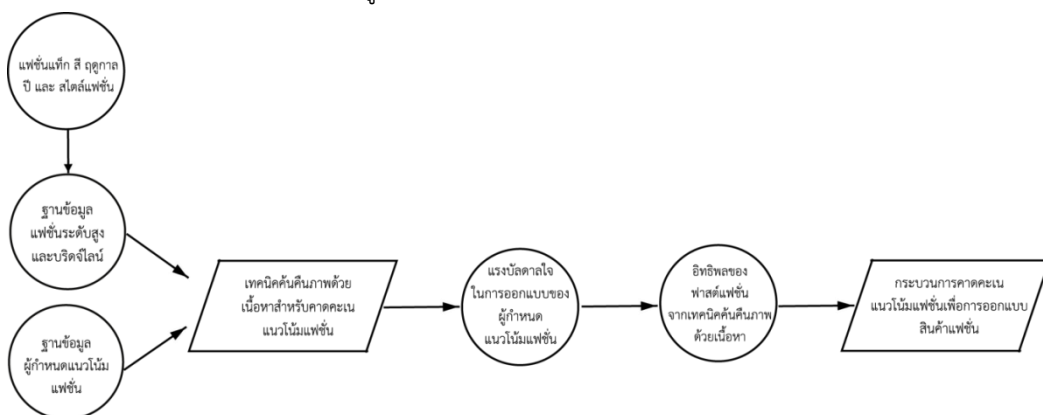 แฟชั่นแท็ก สี ฤดูกาล
ปี และ สไตล์แฟชั่น
ฐานข้อมูล
แฟชั่นระดับสูง
และบริดจ์ไลน์
ฐานข้อมูล
ผู้กำหนดแนวโน้ม
แฟชั่น
เทคนิคค้นคืนภาพด้วย
เนื้อหาสำหรับคาดคะเน
แนวโน้มแฟชั่น
แรงบัลดาลใจ
ในการออกแบบของ
ผู้กำหนด
แนวโน้มแฟชั่น
อิทธิพลของ
ฟาสต์แฟชั่น
จากเทคนิคค้นคืนภาพ
ด้วยเนื้อหา
กระบวนการคาดคะเน
แนวโน้มแฟชั่นเพื่อการออกแบบ
สินค้าแฟชั่น